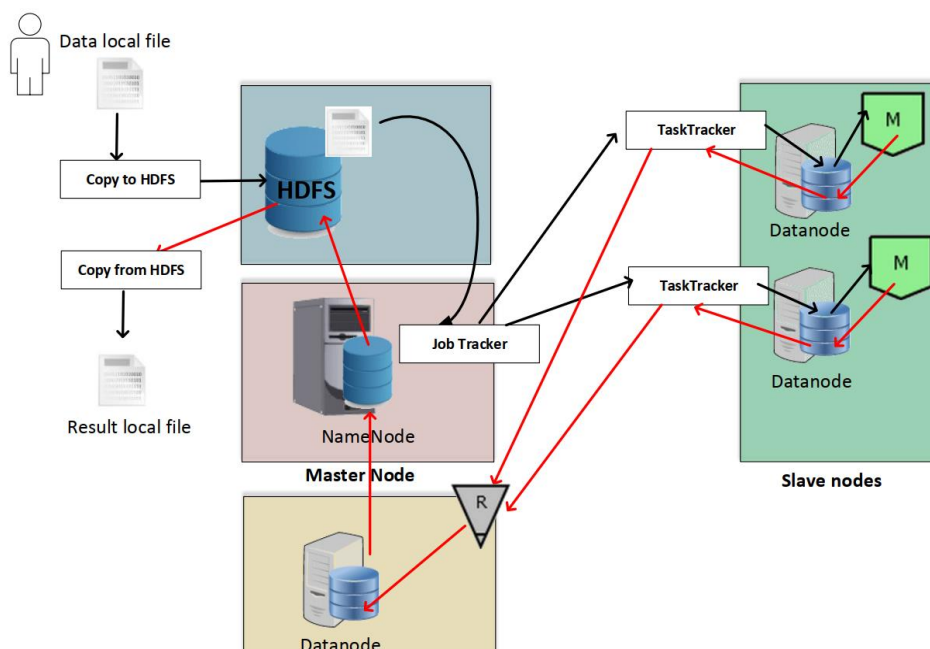 Data local file
Copy to HDFS
HDFS
Copy from HDFS
Result local file
Job Tracker
NameNode
Master Node
R
Datanode
TaskTracker
M
Datanode
TaskTracker
M
Datanode
Slave nodes